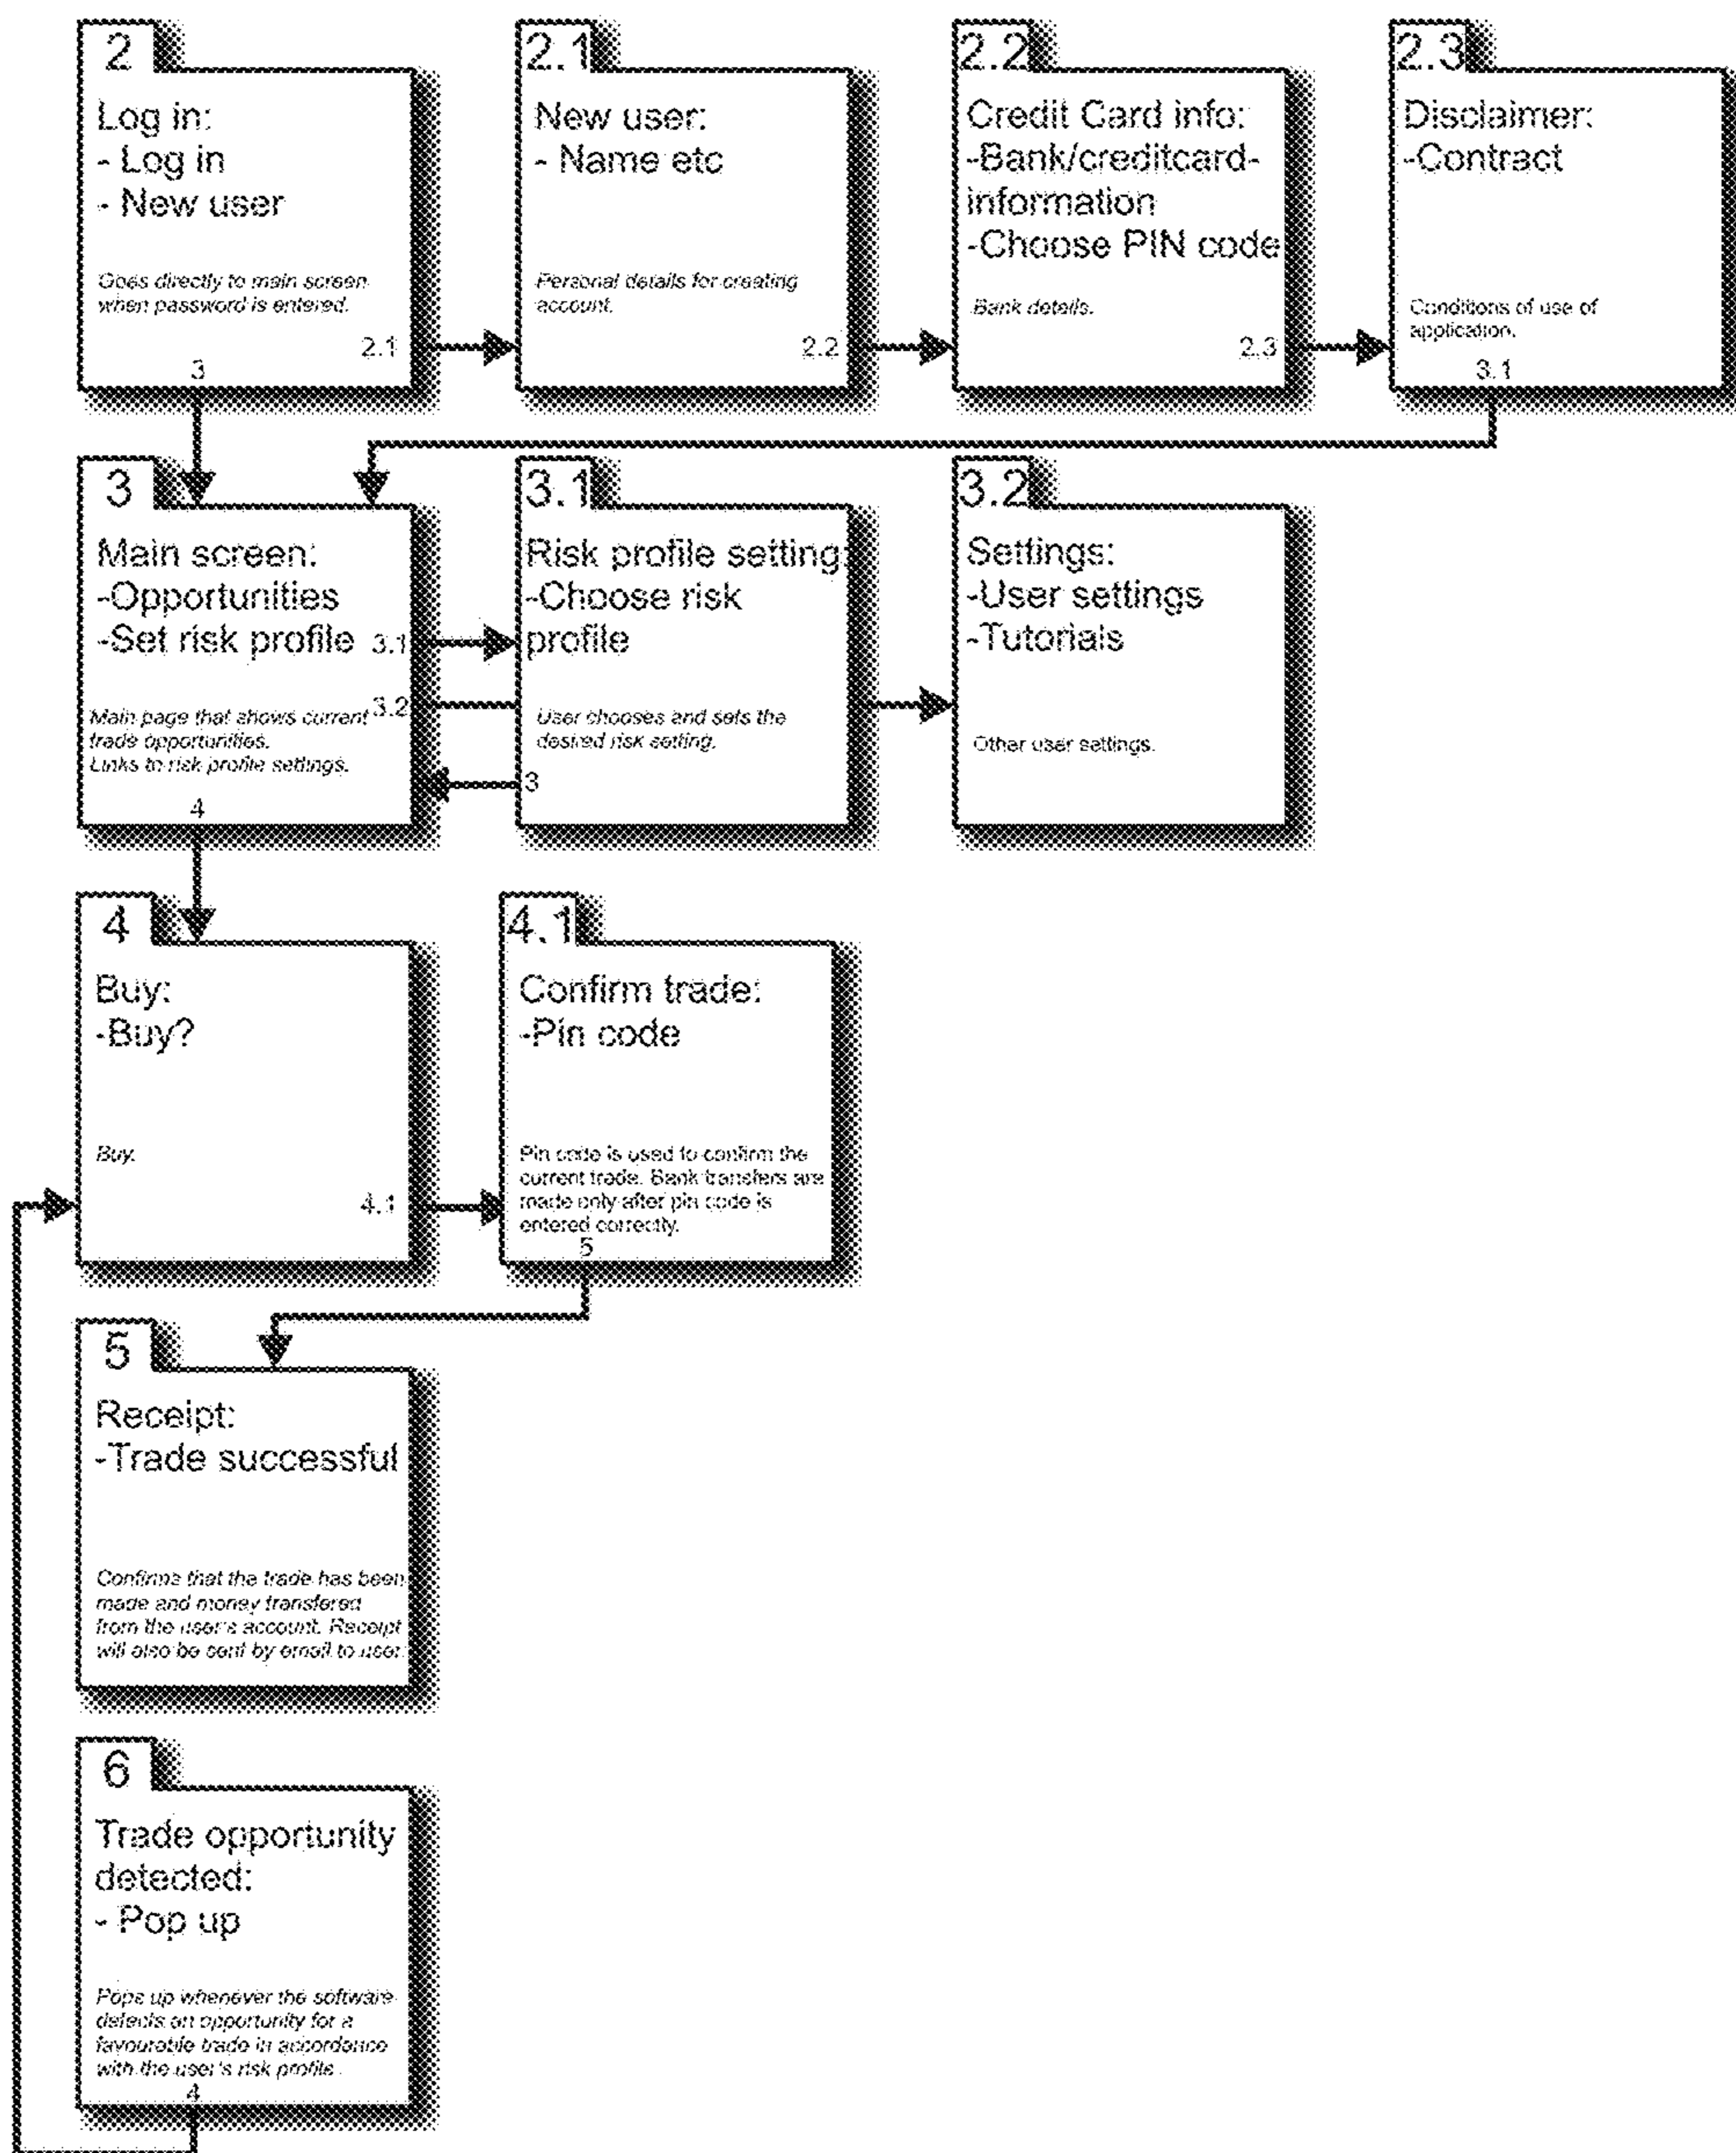 2
Log in:
- Log in
- New user
Goes directly to main screen
when password is entered.
2.1
3
2.1
New user:
- Name etc
Personal details for creating
account.
2.2
2.2
Credit Card info:
-Bank/creditcard-
information
-Choose PIN code
Bank details.
2.3
2.3
Disclaimer:
-Contract
Conditions of use of
application.
3.1
3
Main screen:
-Opportunities
-Set risk profile
3.1
3.2
Main page that shows current
trade opportunities.
Links to risk profile settings.
4
3.1
Risk profile setting:
-Choose risk
profile
User chooses and sets the
desired risk setting.
3
3.2
Settings:
-User settings
-Tutorials
Other user settings.
4
Buy:
-Buy?
Buy.
4.1
4.1
Confirm trade:
-Pin code
Pin code is used to confirm the
current trade. Bank transfers are
made only after pin code is
entered correctly.
5
5
Receipt:
-Trade successful
Confirms that the trade has been
made and money transfered
from the user's account. Receipt
will also be sent by email to user.
6
Trade opportunity
detected:
- Pop up
Pops up whenever the software
detects an opportunity for a
favourable trade in accordance
with the user's risk profile.
4